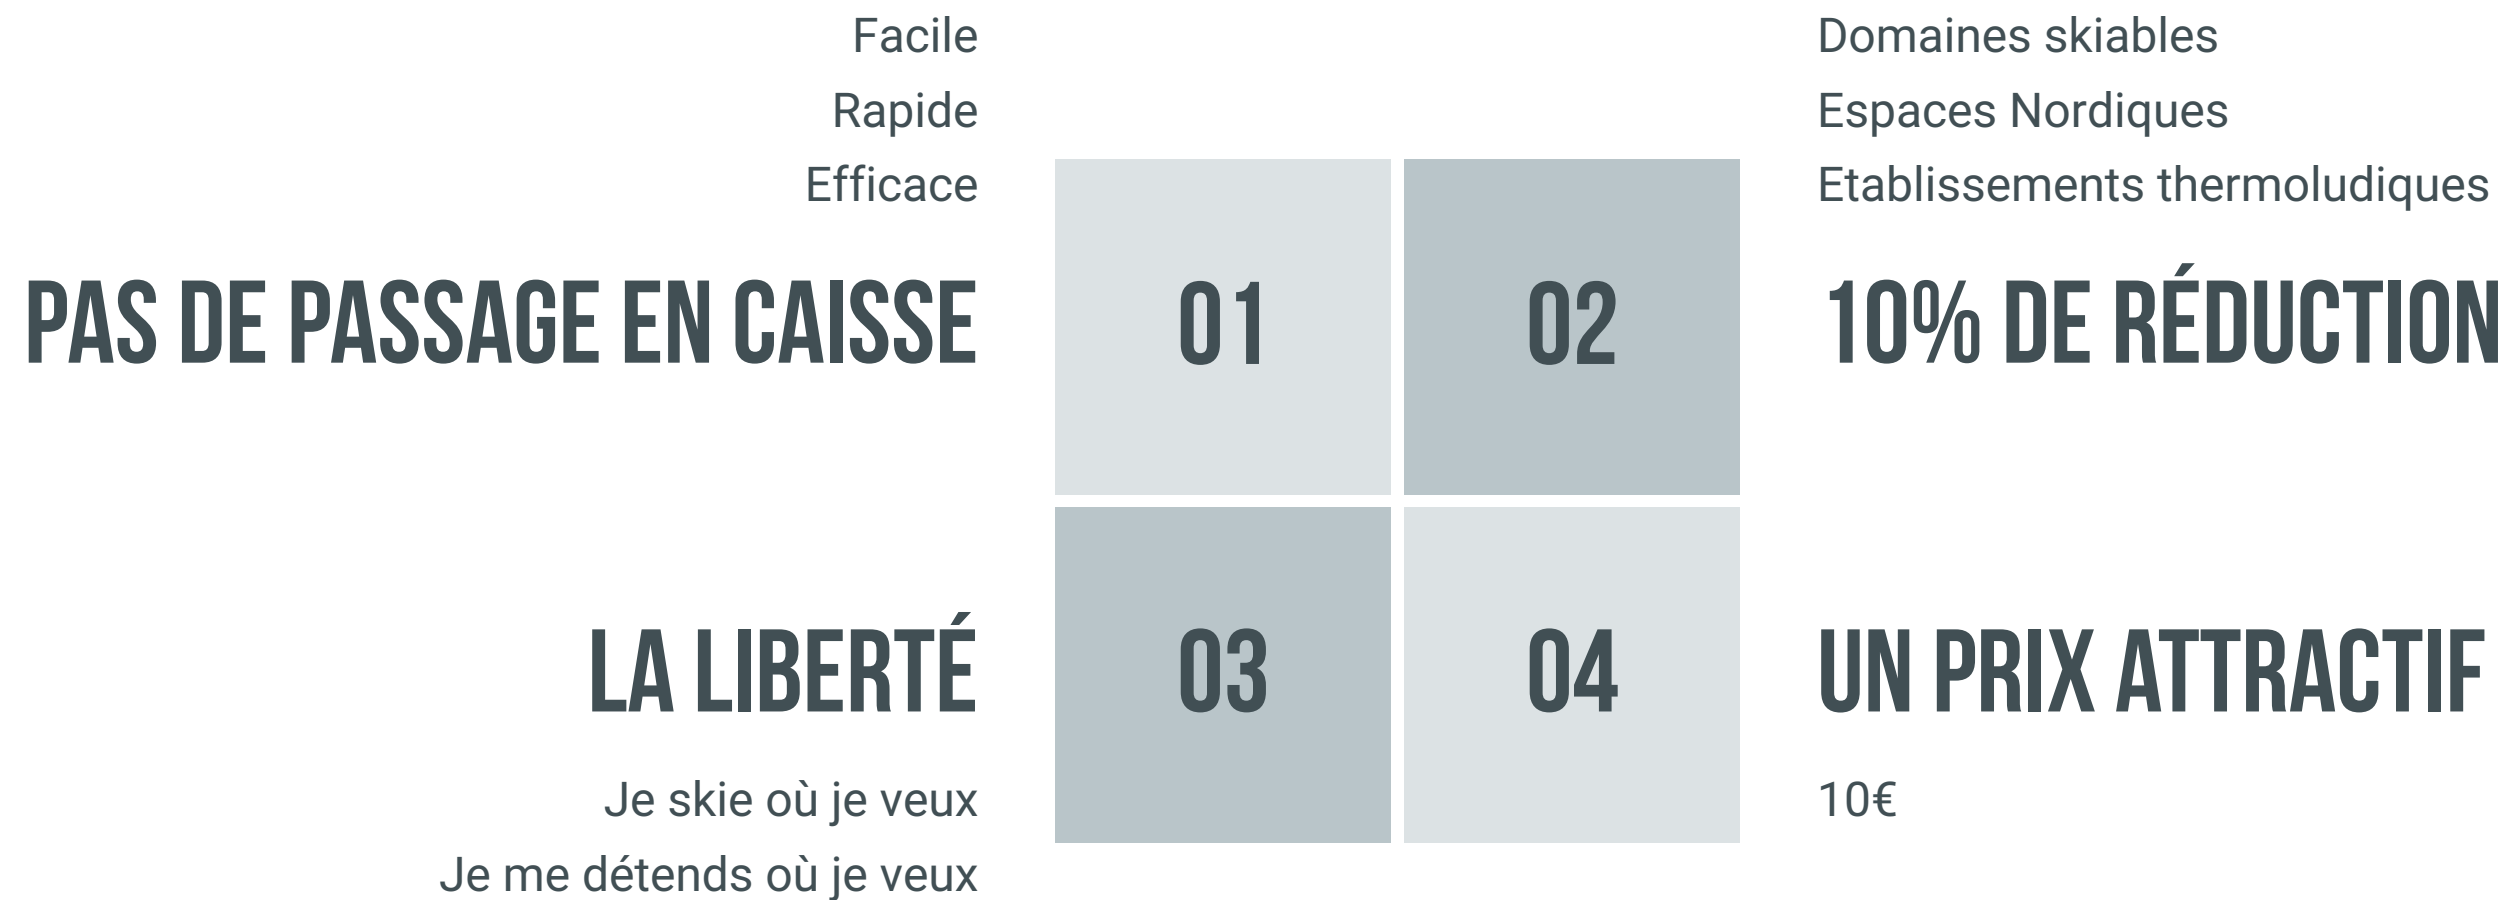 Facile
Rapide
Efficace
PAS DE PASSAGE EN CAISSE
01
02
Domaines skiables
Espaces Nordiques
Etablissements thermoludiques
10% DE RÉDUCTION
LA LIBERTÉ
Je skie où je veux
Je me détends où je veux
03
04
UN PRIX ATTRACTIF
10€